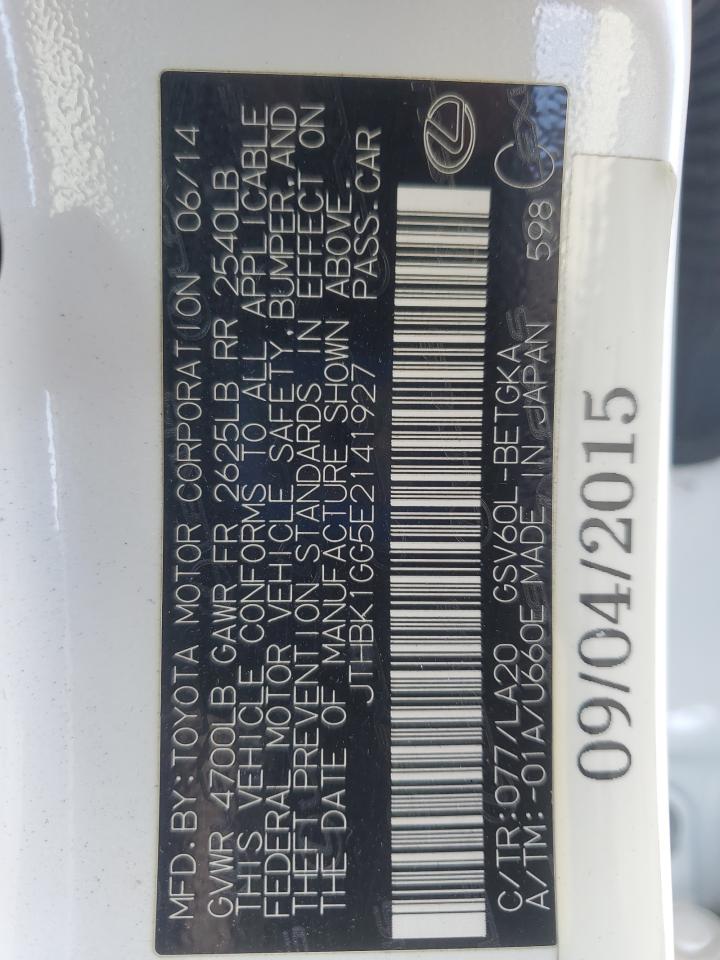 MFD.BY:TOYOTA MOTOR CORPORATION 06/14
GVWR 4700LB GAWR FR 2625LB RR 2540LB
THIS VEHICLE CONFORMS TO ALL APPLICABLE
FEDERAL MOTOR VEHICLE SAFETY,BUMPER,AND
THEFT PREVENTION STANDARDS IN EFFECT ON
THE DATE OF MANUFACTURE SHOWN ABOVE.
JTHBK1GG5E2141927 PASS.CAR
C/TR:077/LA20 GSV60L-BETGKA
A/TM:-01A/U660E MADE IN JAPAN 598
09/04/2015